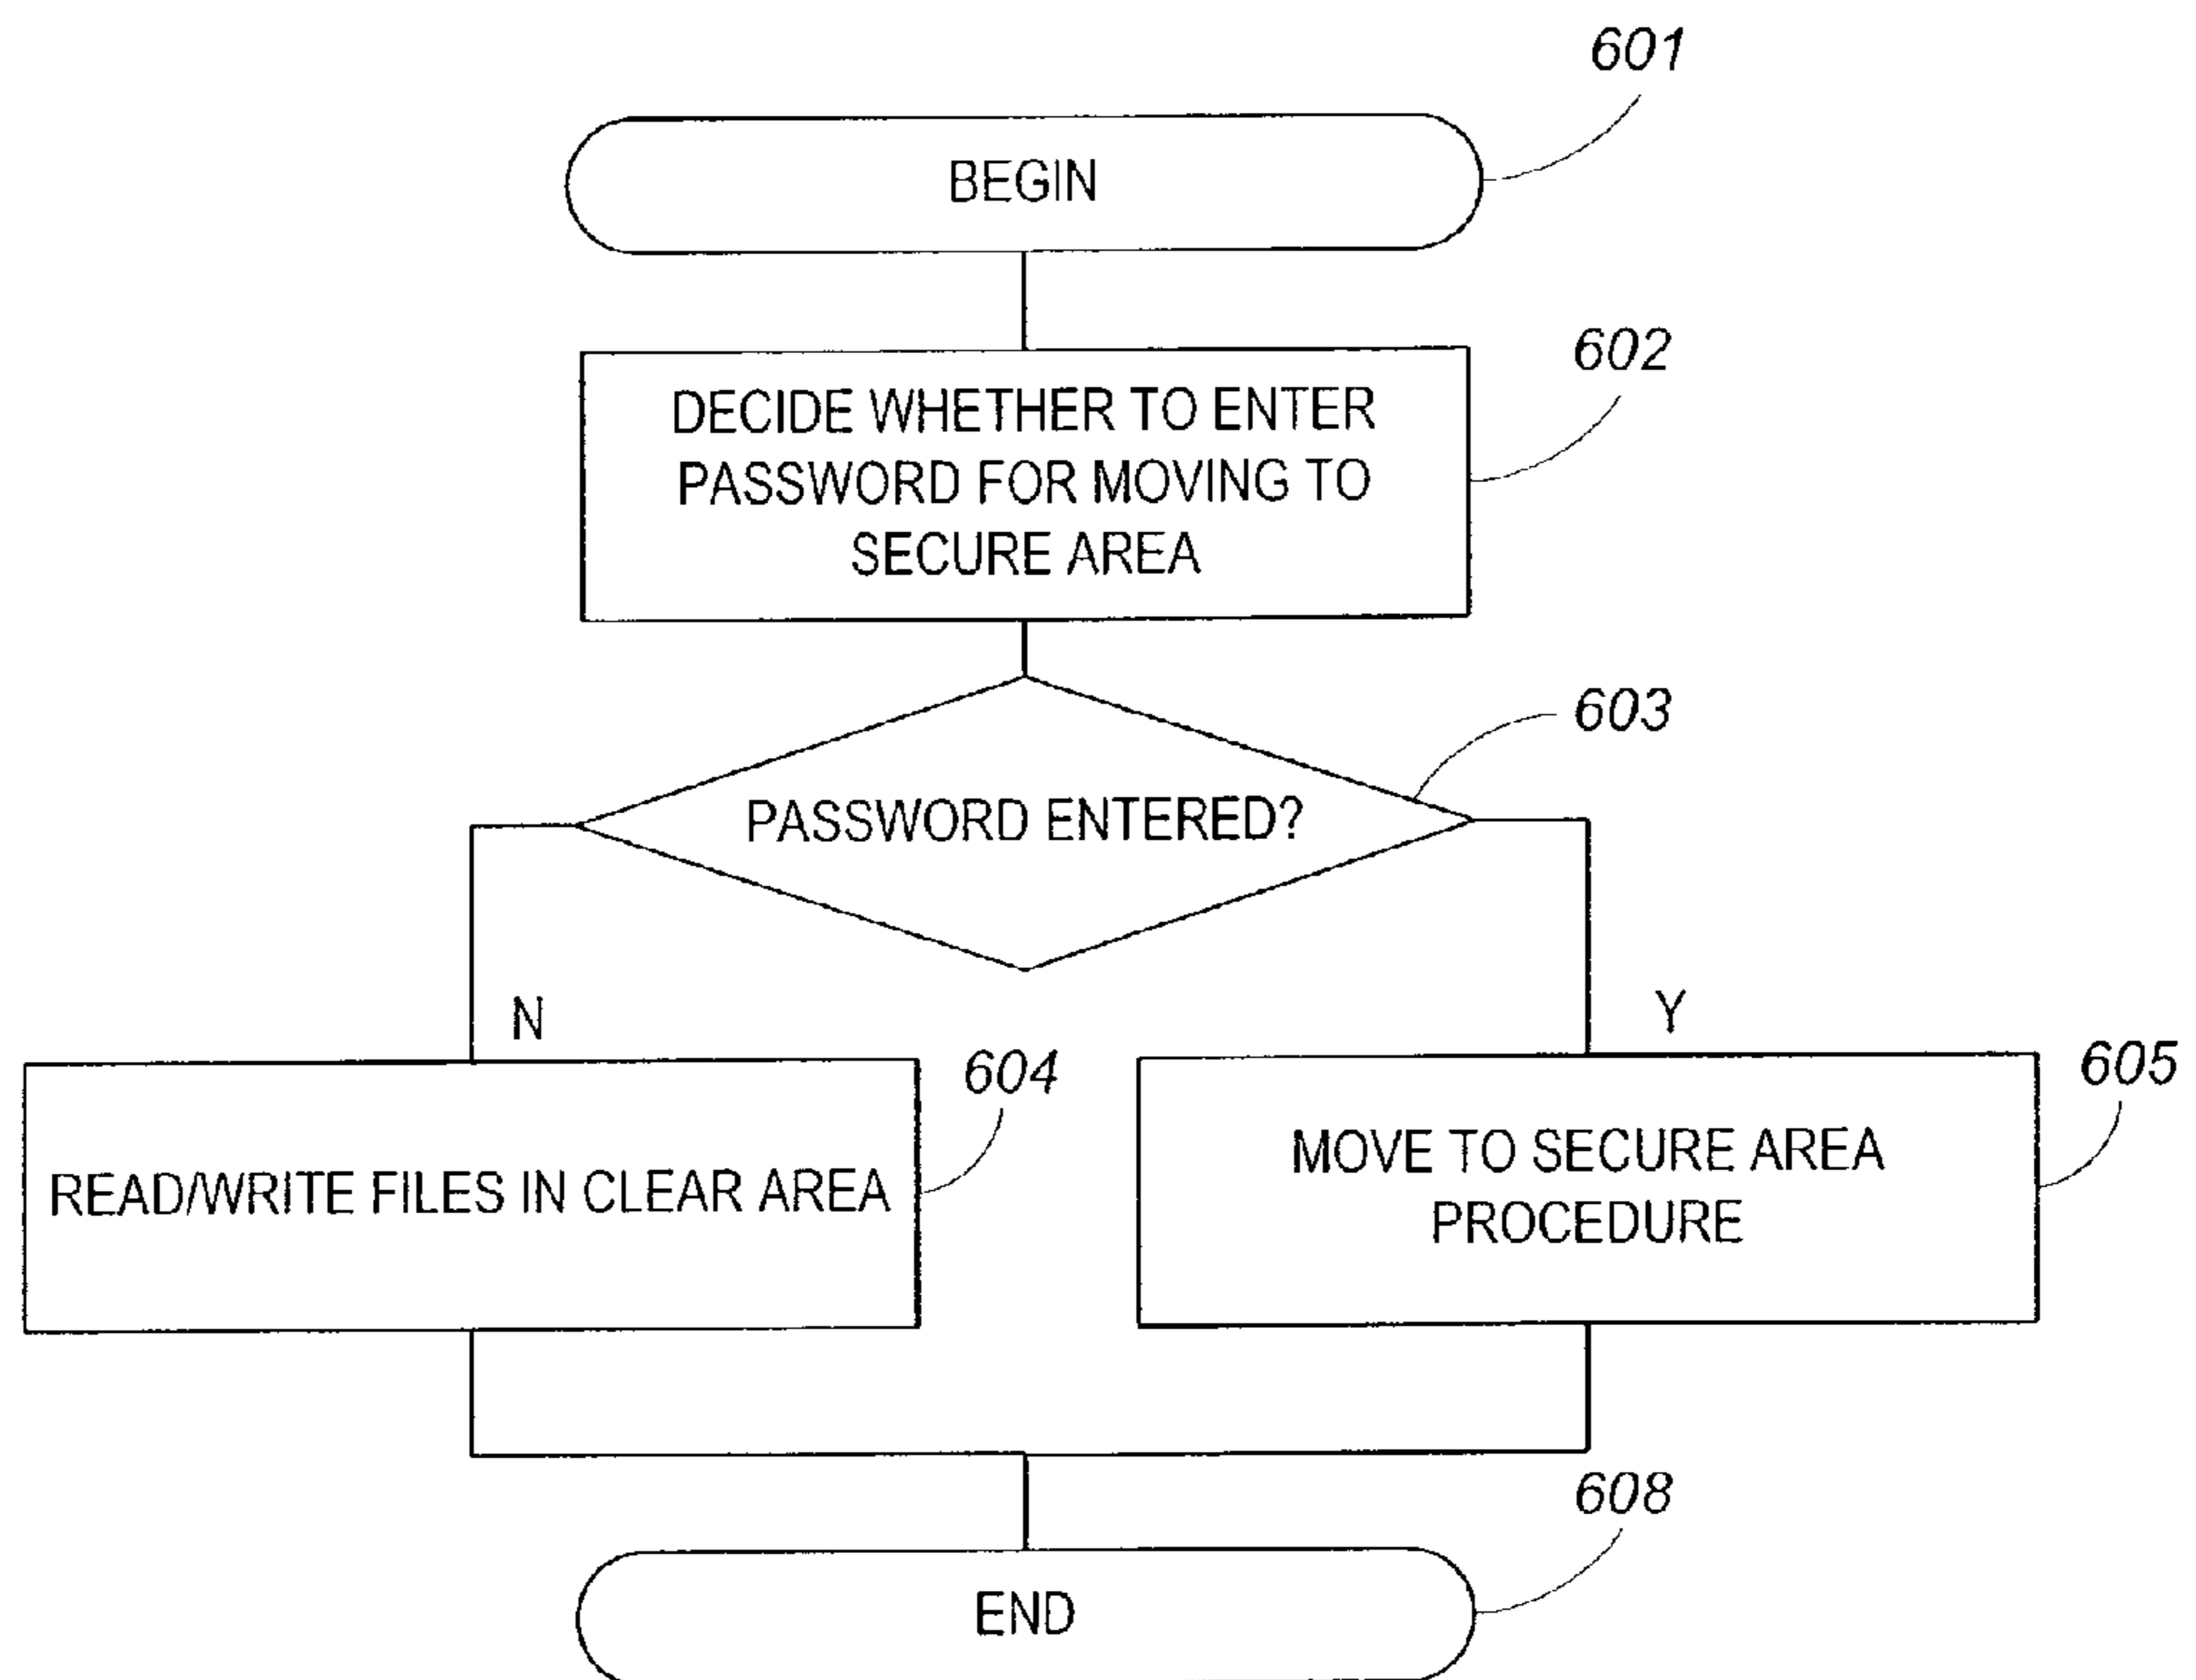 601
BEGIN
602
DECIDE WHETHER TO ENTER
PASSWORD FOR MOVING TO
SECURE AREA
603
PASSWORD ENTERED?
N
Y
604
605
READ/WRITE FILES IN CLEAR AREA
MOVE TO SECURE AREA
PROCEDURE
608
END